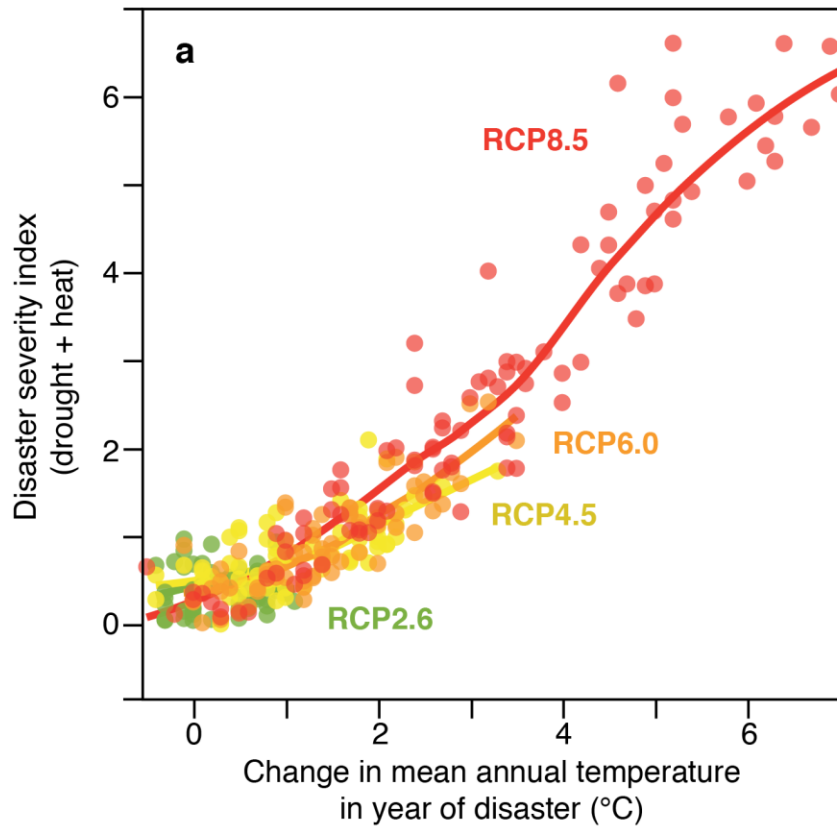 a
6
4
2
0
Disaster severity index
(drought + heat)
RCP8.5
RCP6.0
RCP4.5
RCP2.6
0 2 4 6
Change in mean annual temperature
in year of disaster (°C)